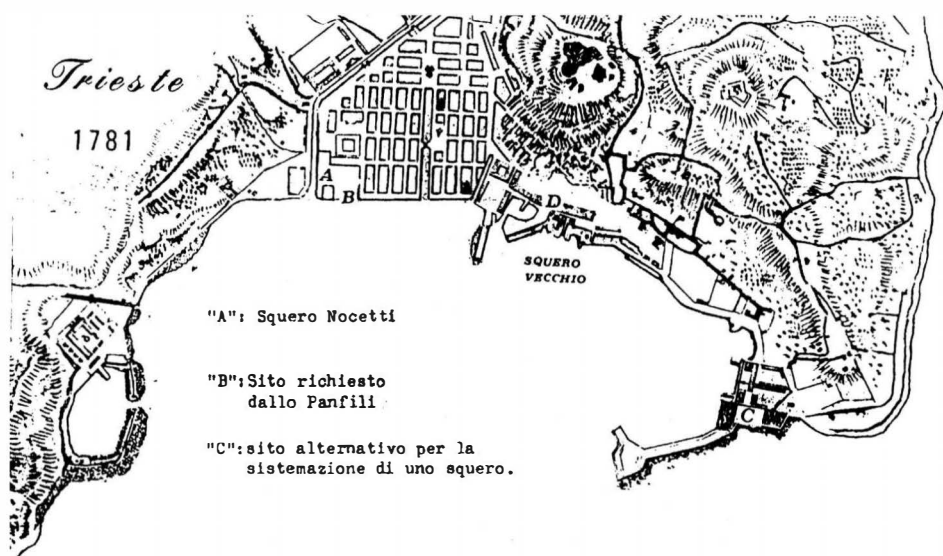 Trieste
1781
A
B
D
SQUERO
VECCHIO
"A": Squero Nocetti
"B":Sito richiesto
dallo Panfili
C
"C":sito alternativo per la
sistemazione di uno squero.